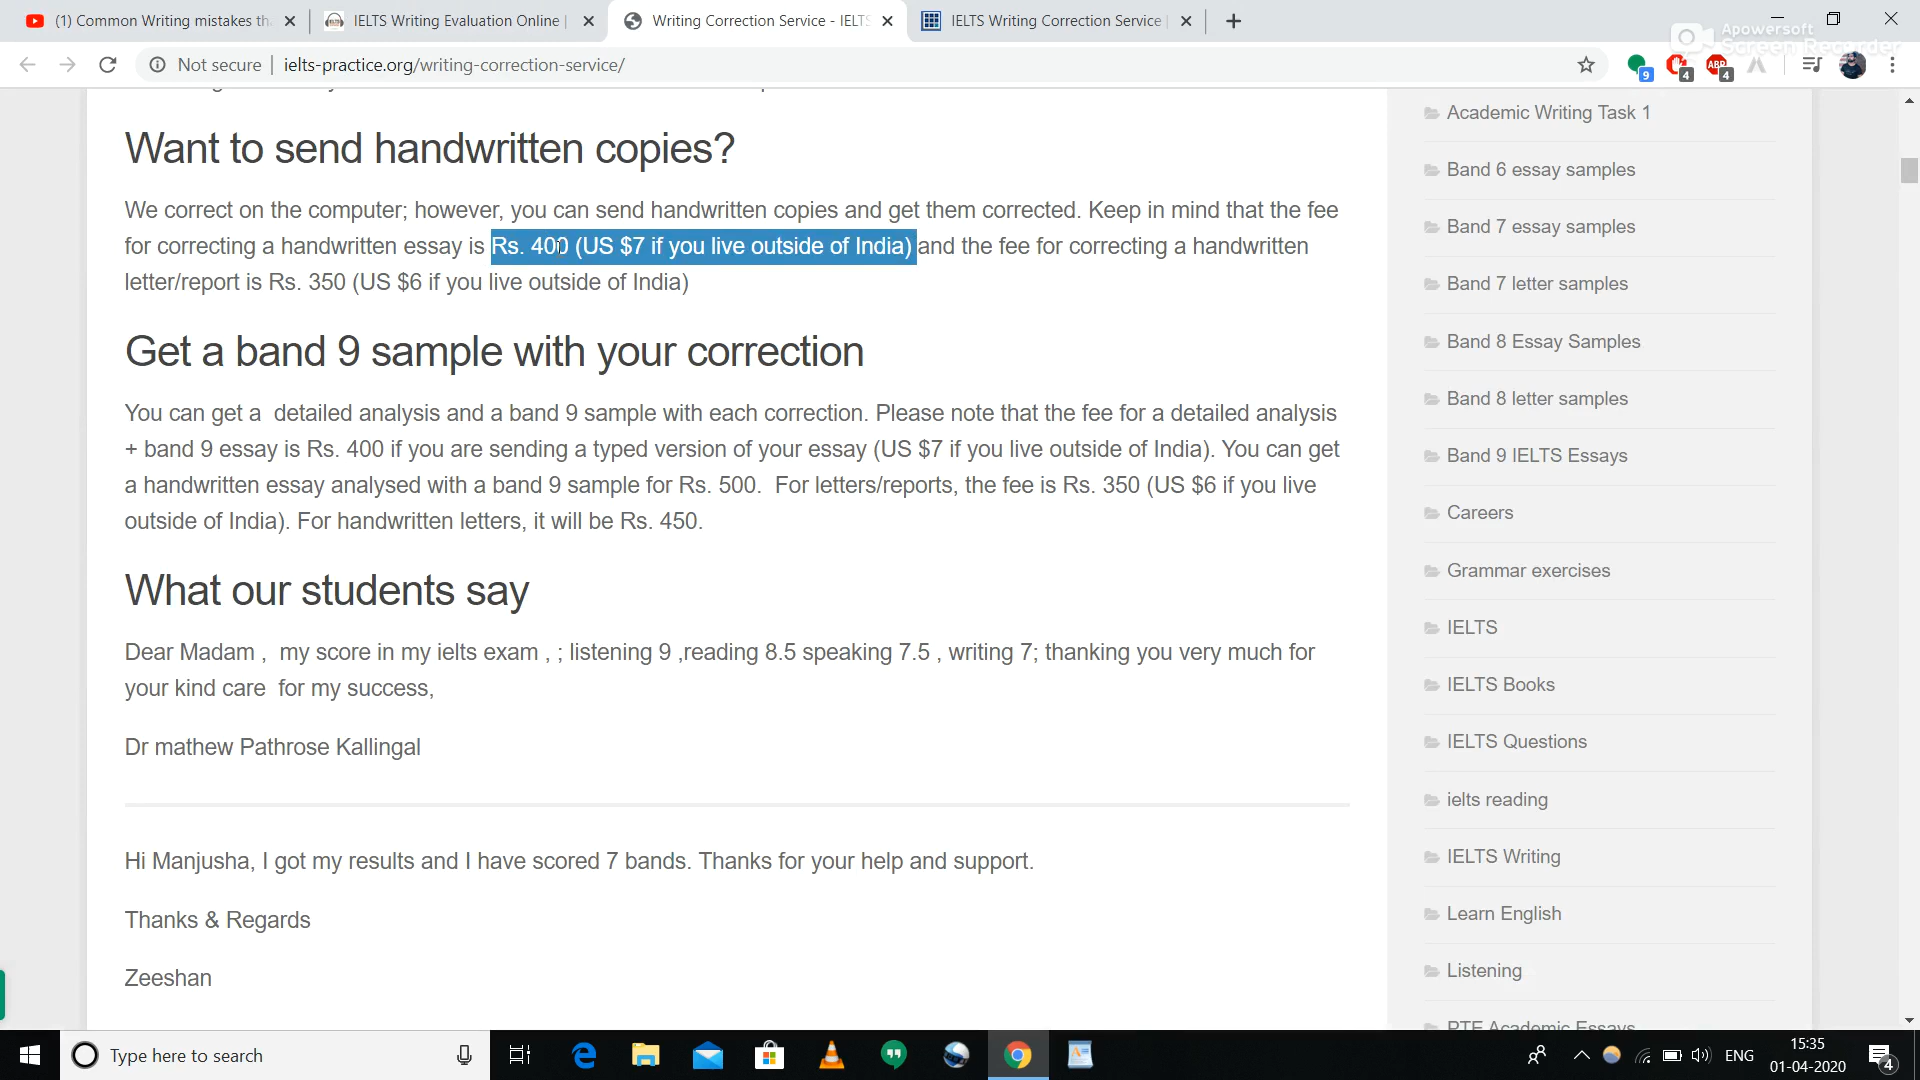 (1) Common Writing mistakes th
IELTS Writing Evaluation Online |
Writing Correction Service - IELTS
IELTS Writing Correction Service |
Apowersoft
Screen Recorder
Not secure | ielts-practice.org/writing-correction-service/
9
4
ABP
4
Want to send handwritten copies?
We correct on the computer; however, you can send handwritten copies and get them corrected. Keep in mind that the fee
for correcting a handwritten essay is Rs. 400 (US $7 if you live outside of India) and the fee for correcting a handwritten
letter/report is Rs. 350 (US $6 if you live outside of India)
Get a band 9 sample with your correction
You can get a  detailed analysis and a band 9 sample with each correction. Please note that the fee for a detailed analysis
+ band 9 essay is Rs. 400 if you are sending a typed version of your essay (US $7 if you live outside of India). You can get
a handwritten essay analysed with a band 9 sample for Rs. 500.  For letters/reports, the fee is Rs. 350 (US $6 if you live
outside of India). For handwritten letters, it will be Rs. 450.
What our students say
Dear Madam ,  my score in my ielts exam , ; listening 9 ,reading 8.5 speaking 7.5 , writing 7; thanking you very much for
your kind care  for my success,
Dr mathew Pathrose Kallingal
Hi Manjusha, I got my results and I have scored 7 bands. Thanks for your help and support.
Thanks & Regards
Zeeshan
Academic Writing Task 1
Band 6 essay samples
Band 7 essay samples
Band 7 letter samples
Band 8 Essay Samples
Band 8 letter samples
Band 9 IELTS Essays
Careers
Grammar exercises
IELTS
IELTS Books
IELTS Questions
ielts reading
IELTS Writing
Learn English
Listening
PTE Academic Essays
Type here to search
ENG
15:35
01-04-2020
4